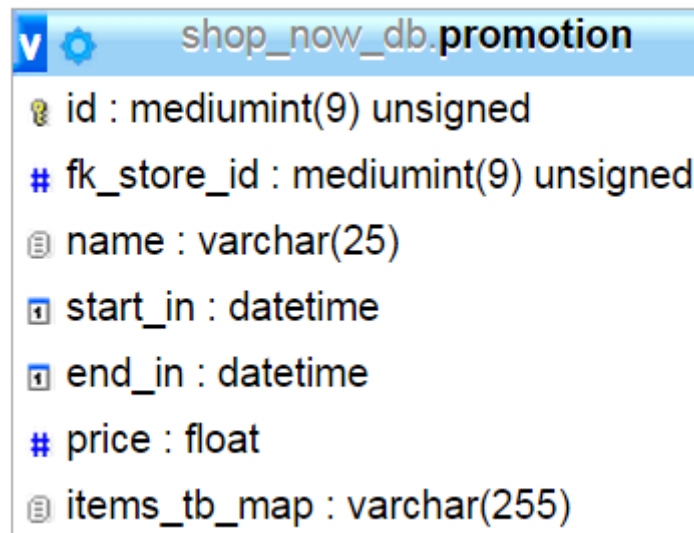 v shop_now_db.promotion
id : mediumint(9) unsigned
# fk_store_id : mediumint(9) unsigned
name : varchar(25)
start_in : datetime
end_in : datetime
# price : float
items_tb_map : varchar(255)